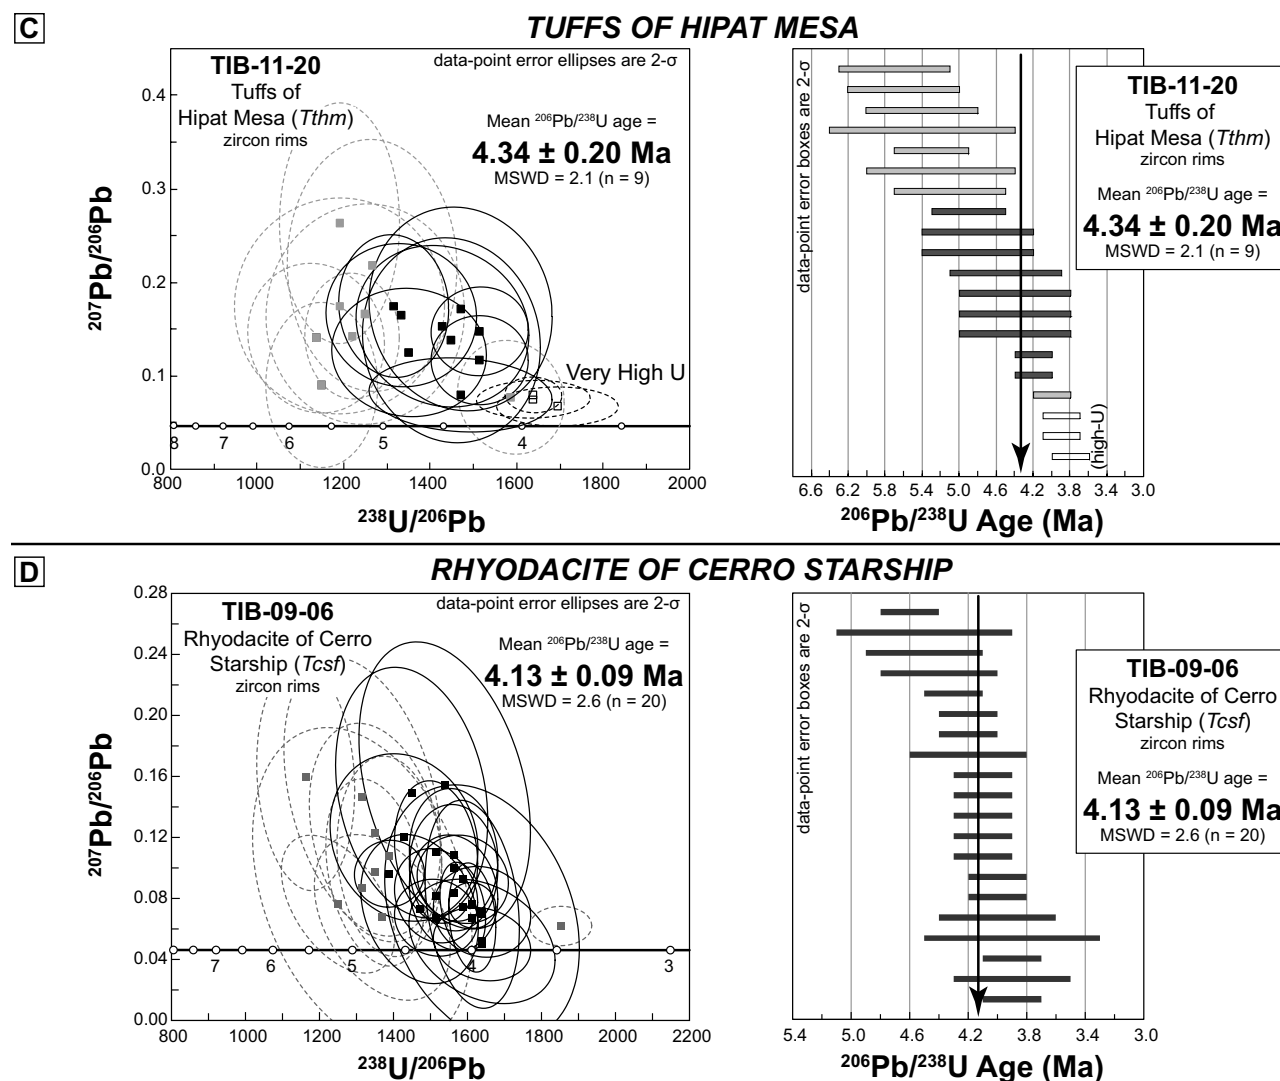 C
TUFFS OF HIPAT MESA
TIB-11-20
Tuffs of
Hipat Mesa (Tthm)
zircon rims
data-point error ellipses are 2-σ
Mean ²⁰⁶Pb/²³⁸U age =
4.34 ± 0.20 Ma
MSWD = 2.1 (n = 9)
Very High U
0.4
0.3
0.2
0.1
0.0
²⁰⁷Pb/²⁰⁶Pb
8 7 6 5 4
800 1000 1200 1400 1600 1800 2000
²³⁸U/²⁰⁶Pb
data-point error boxes are 2-σ
TIB-11-20
Tuffs of
Hipat Mesa (Tthm)
zircon rims
Mean ²⁰⁶Pb/²³⁸U age =
4.34 ± 0.20 Ma
MSWD = 2.1 (n = 9)
(high-U)
6.6 6.2 5.8 5.4 5.0 4.6 4.2 3.8 3.4 3.0
²⁰⁶Pb/²³⁸U Age (Ma)
D
RHYODACITE OF CERRO STARSHIP
TIB-09-06
Rhyodacite of Cerro
Starship (Tcsf)
zircon rims
data-point error ellipses are 2-σ
Mean ²⁰⁶Pb/²³⁸U age =
4.13 ± 0.09 Ma
MSWD = 2.6 (n = 20)
0.28
0.24
0.20
0.16
0.12
0.08
0.04
0.00
²⁰⁷Pb/²⁰⁶Pb
7 6 5 4 3
800 1000 1200 1400 1600 1800 2000 2200
²³⁸U/²⁰⁶Pb
data-point error boxes are 2-σ
TIB-09-06
Rhyodacite of Cerro
Starship (Tcsf)
zircon rims
Mean ²⁰⁶Pb/²³⁸U age =
4.13 ± 0.09 Ma
MSWD = 2.6 (n = 20)
5.4 5.0 4.6 4.2 3.8 3.4 3.0
²⁰⁶Pb/²³⁸U Age (Ma)